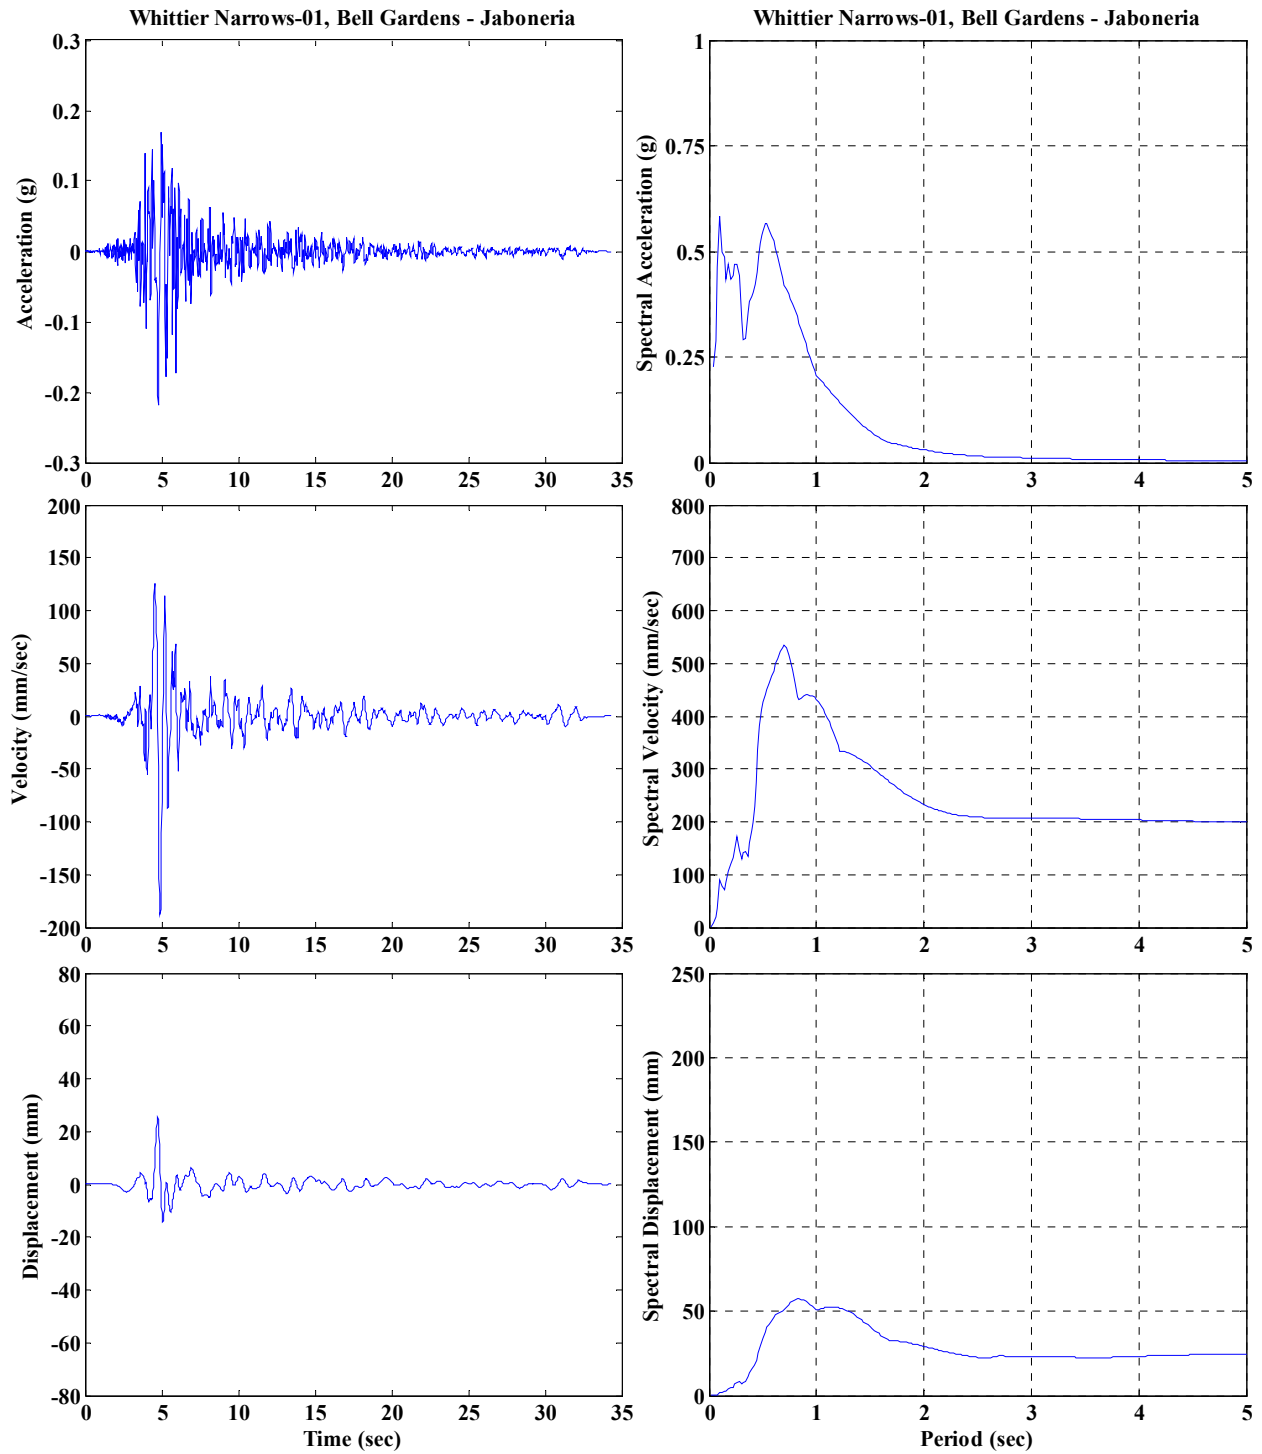 Whittier Narrows-01, Bell Gardens - Jaboneria
0.3
0.2
0.1
0
-0.1
-0.2
-0.3
Acceleration (g)
0 5 10 15 20 25 30 35
Whittier Narrows-01, Bell Gardens - Jaboneria
1
0.75
0.5
0.25
0
Spectral Acceleration (g)
0 1 2 3 4 5
200
150
100
50
0
-50
-100
-150
-200
Velocity (mm/sec)
0 5 10 15 20 25 30 35
800
700
600
500
400
300
200
100
0
Spectral Velocity (mm/sec)
0 1 2 3 4 5
80
60
40
20
0
-20
-40
-60
-80
Displacement (mm)
0 5 10 15 20 25 30 35
Time (sec)
250
200
150
100
50
0
Spectral Displacement (mm)
0 1 2 3 4 5
Period (sec)